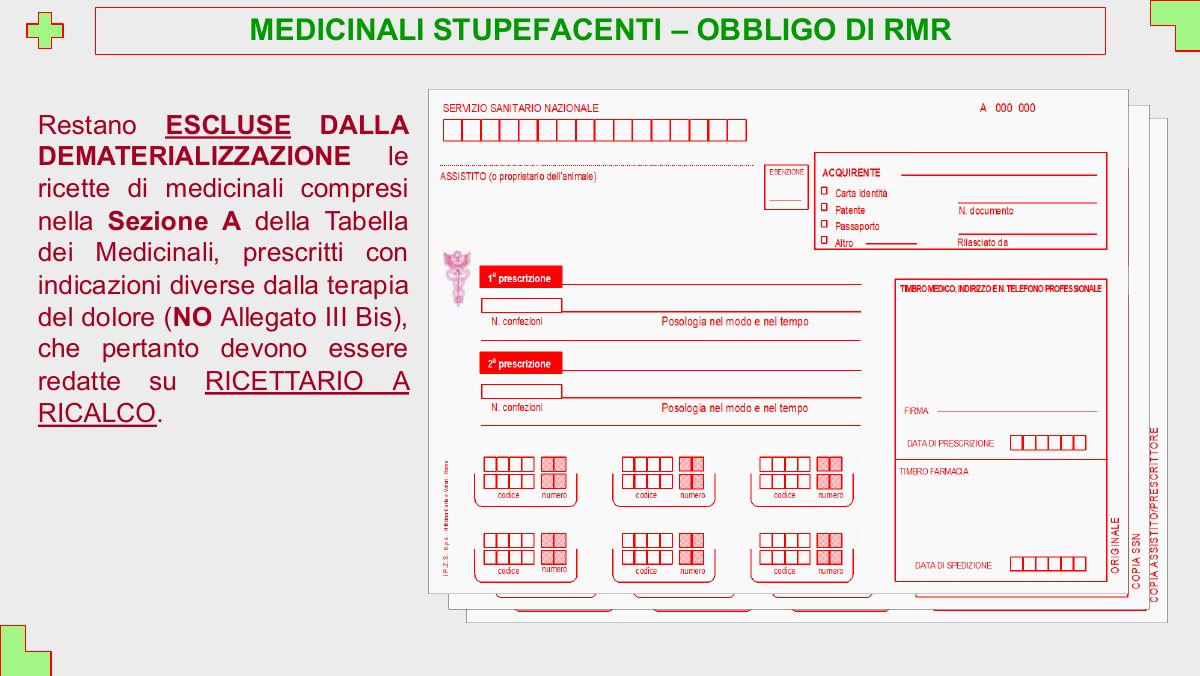 MEDICINALI STUPEFACENTI – OBBLIGO DI RMR
Restano ESCLUSE DALLA
DEMATERIALIZZAZIONE le
ricette di medicinali compresi
nella Sezione A della Tabella
dei Medicinali, prescritti con
indicazioni diverse dalla terapia
del dolore (NO Allegato III Bis),
che pertanto devono essere
redatte su RICETTARIO A
RICALCO.
SERVIZIO SANITARIO NAZIONALE
A 000 000
ASSISTITO (o proprietario dell'animale)
ESENZIONE
ACQUIRENTE
Carta Identità
Patente
N. documento
Passaporto
Altro
Rilasciato da
1ª prescrizione
N. confezioni
Posologia nel modo e nel tempo
2ª prescrizione
N. confezioni
Posologia nel modo e nel tempo
TIMBRO MEDICO, INDIRIZZO E N. TELEFONO PROFESSIONALE
FIRMA
DATA DI PRESCRIZIONE
TIMBRO FARMACIA
DATA DI SPEDIZIONE
codice numero codice numero codice numero
codice numero codice numero codice numero
ORIGINALE
COPIA SSN
COPIA ASSISTITO/PRESCRITTORE